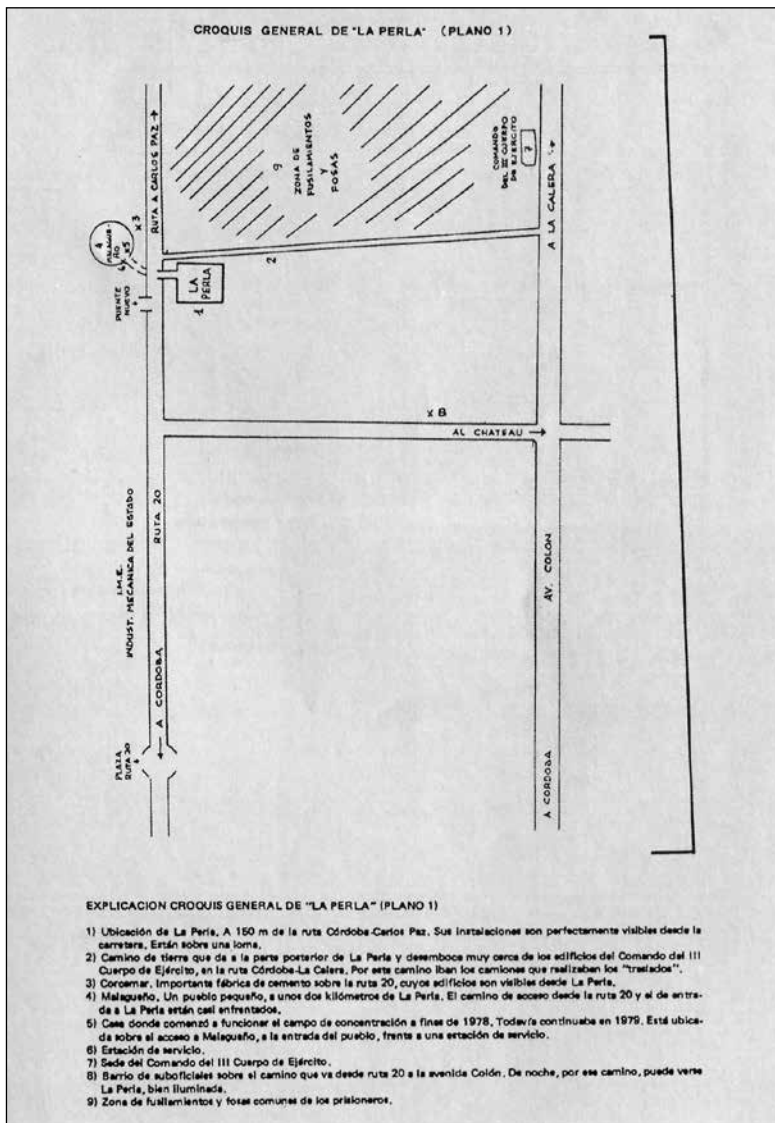 CROQUIS GENERAL DE "LA PERLA" (PLANO 1)
RUTA A CARLOS PAZ →
9
ZONA DE
FUSILAMIENTOS
Y
FOSAS
COMANDO
DEL III CUERPO
DE EJERCITO
7
A LA CALERA →
x3
4
MALAGUE-
ÑO
x5
2
PUENTE
NUEVO
LA
PERLA
1
x 8
AL CHATEAU →
I.M.E.
INDUST. MECANICA DEL ESTADO
RUTA 20
AV. COLON
← A CORDOBA
PLAZA
RUTA 20
A CORDOBA
EXPLICACION CROQUIS GENERAL DE "LA PERLA" (PLANO 1)
1) Ubicación de La Perla. A 150 m de la ruta Córdoba-Carlos Paz. Sus instalaciones son perfectamente visibles desde la
carretera. Están sobre una loma.
2) Camino de tierra que da a la parte posterior de La Perla y desemboca muy cerca de los edificios del Comando del III
Cuerpo de Ejército, en la ruta Córdoba-La Calera. Por este camino iban los camiones que realizaban los "traslados".
3) Corcemar. Importante fábrica de cemento sobre la ruta 20, cuyos edificios son visibles desde La Perla.
4) Malagueño. Un pueblo pequeño, a unos dos kilómetros de La Perla. El camino de acceso desde la ruta 20 y el de entra-
da a La Perla están casi enfrentados.
5) Casa donde comenzó a funcionar el campo de concentración a fines de 1978. Todavía continuaba en 1979. Está ubica-
da sobre el acceso a Malagueño, a la entrada del pueblo, frente a una estación de servicio.
6) Estación de servicio.
7) Sede del Comando del III Cuerpo de Ejército.
8) Barrio de suboficiales sobre el camino que va desde ruta 20 a la avenida Colón. De noche, por ese camino, puede verse
La Perla, bien iluminada.
9) Zona de fusilamientos y fosas comunes de los prisioneros.